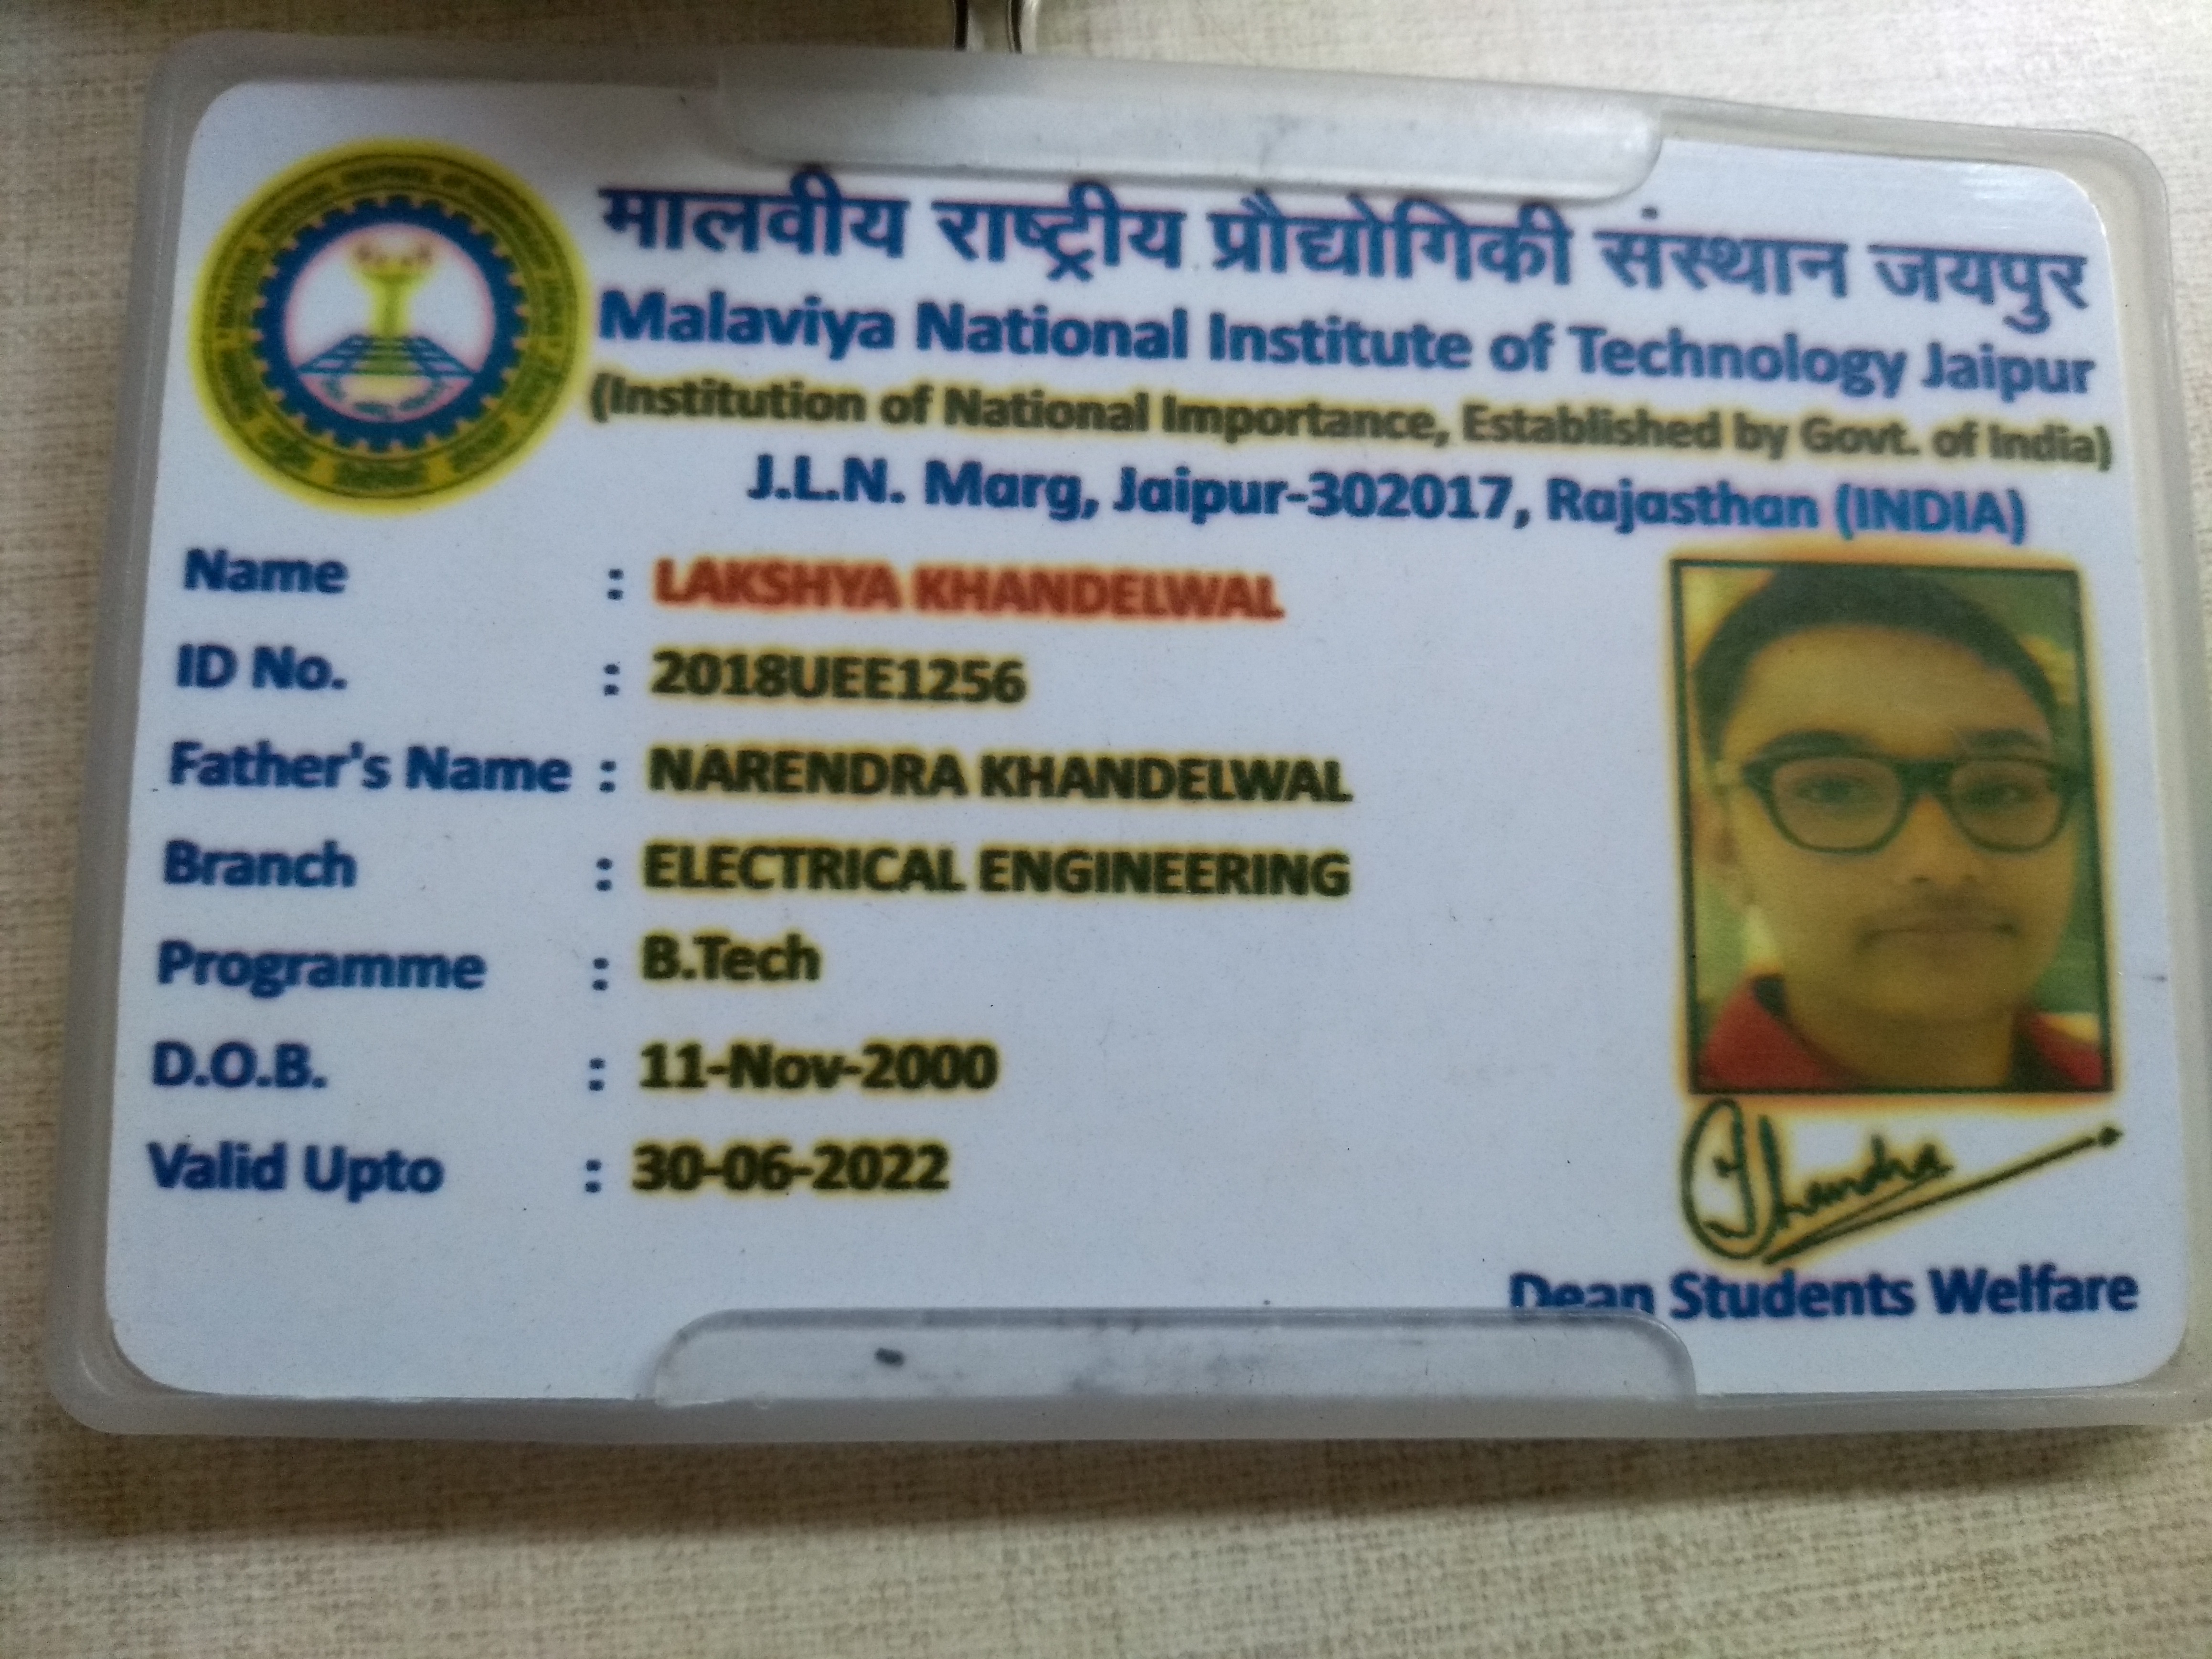 मालवीय राष्ट्रीय प्रौद्योगिकी संस्थान जयपुर
Malaviya National Institute of Technology Jaipur
(Institution of National Importance, Established by Govt. of India)
J.L.N. Marg, Jaipur-302017, Rajasthan (INDIA)
Name : LAKSHYA KHANDELWAL
ID No. : 2018UEE1256
Father's Name : NARENDRA KHANDELWAL
Branch : ELECTRICAL ENGINEERING
Programme : B.Tech
D.O.B. : 11-Nov-2000
Valid Upto : 30-06-2022
Dean Students Welfare